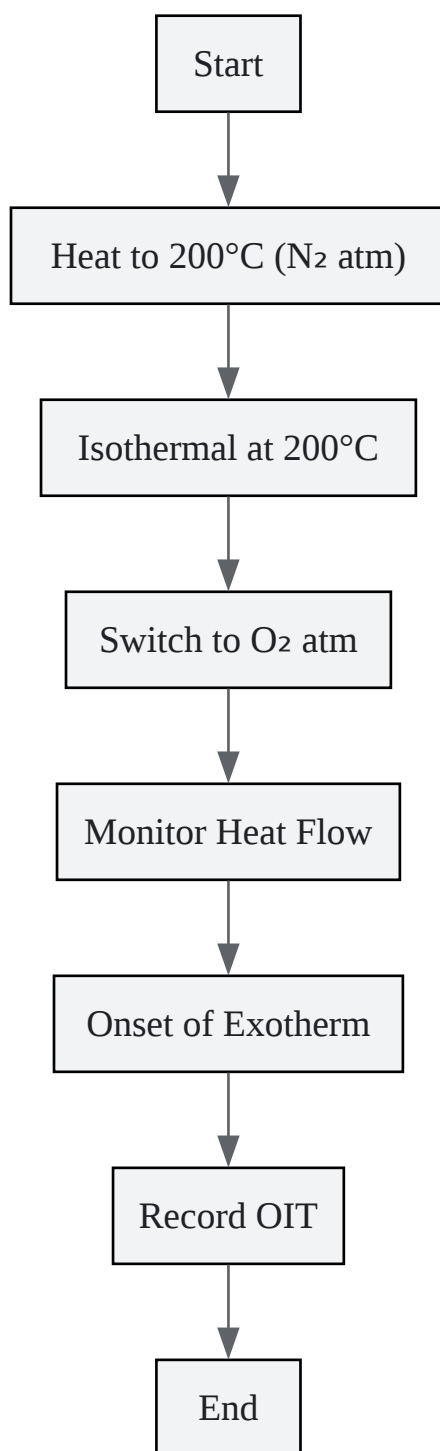 Start
Heat to 200°C (N₂ atm)
Isothermal at 200°C
Switch to O₂ atm
Monitor Heat Flow
Onset of Exotherm
Record OIT
End